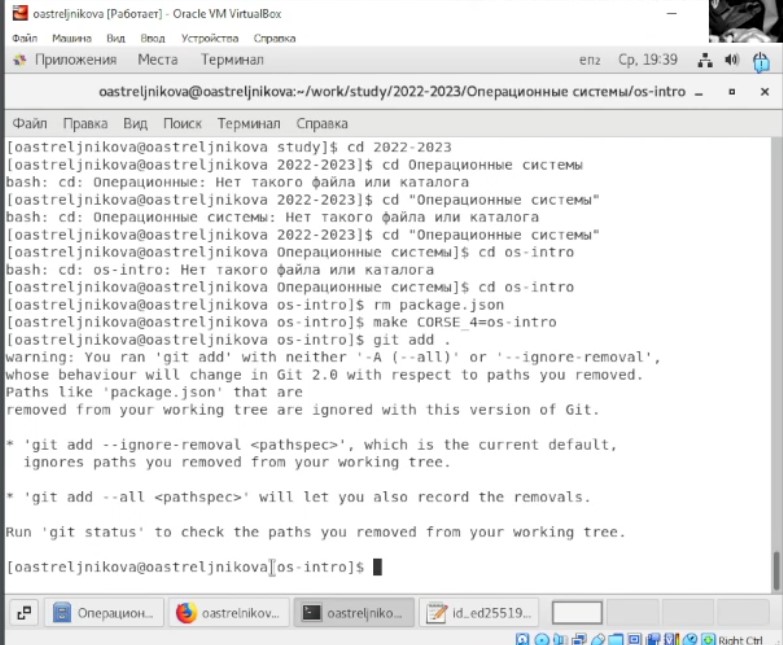 oastreljnikova [Работает] - Oracle VM VirtualBox
Файл Машина Вид Ввод Устройства Справка
Приложения Места Терминал en2 Ср, 19:39
oastreljnikova@oastreljnikova:~/work/study/2022-2023/Операционные системы/os-intro
Файл Правка Вид Поиск Терминал Справка
[oastreljnikova@oastreljnikova study]$ cd 2022-2023
[oastreljnikova@oastreljnikova 2022-2023]$ cd Операционные системы
bash: cd: Операционные: Нет такого файла или каталога
[oastreljnikova@oastreljnikova 2022-2023]$ cd "Операционные системы"
bash: cd: Операционные системы: Нет такого файла или каталога
[oastreljnikova@oastreljnikova 2022-2023]$ cd "Операционные системы"
[oastreljnikova@oastreljnikova Операционные системы]$ cd os-intro
bash: cd: os-intro: Нет такого файла или каталога
[oastreljnikova@oastreljnikova Операционные системы]$ cd os-intro
[oastreljnikova@oastreljnikova os-intro]$ rm package.json
[oastreljnikova@oastreljnikova os-intro]$ make CORSE_4=os-intro
[oastreljnikova@oastreljnikova os-intro]$ git add .
warning: You ran 'git add' with neither '-A (--all)' or '--ignore-removal',
whose behaviour will change in Git 2.0 with respect to paths you removed.
Paths like 'package.json' that are
removed from your working tree are ignored with this version of Git.
* 'git add --ignore-removal <pathspec>', which is the current default,
ignores paths you removed from your working tree.
* 'git add --all <pathspec>' will let you also record the removals.
Run 'git status' to check the paths you removed from your working tree.
[oastreljnikova@oastreljnikova os-intro]$
Операцион... oastrelnikov... oastreljniko... id_ed25519...
Right Ctrl